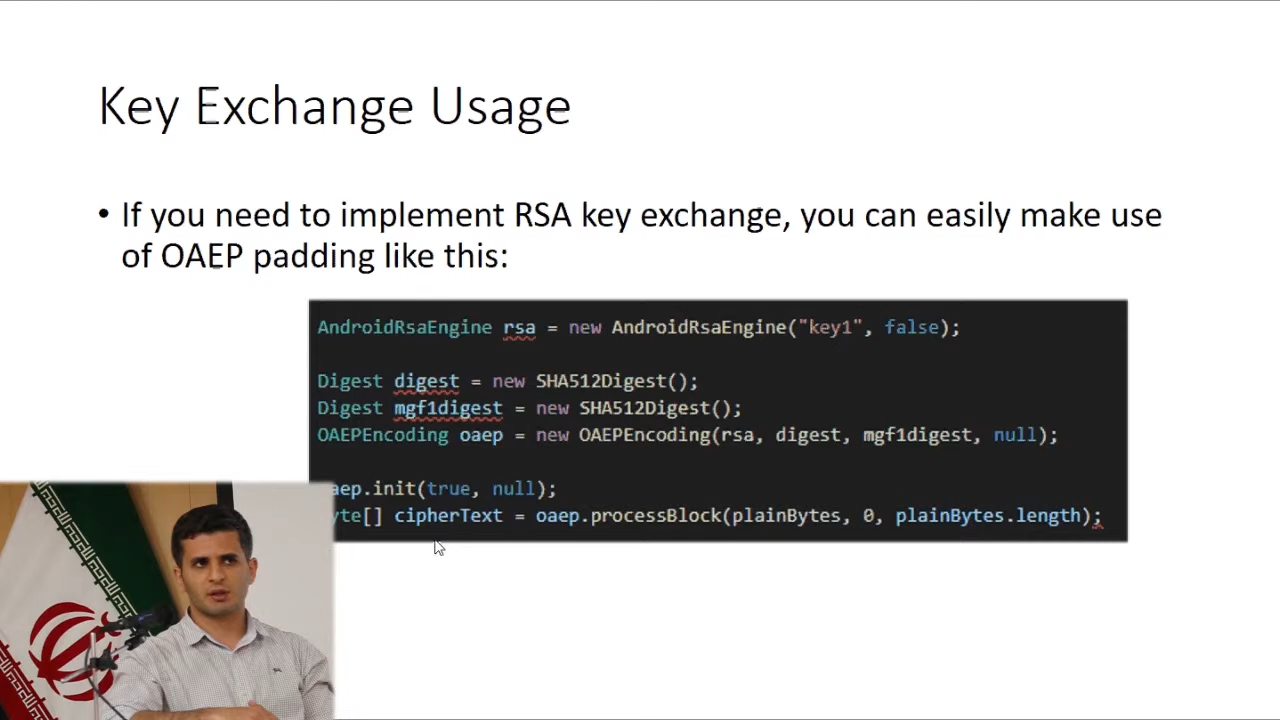 Key Exchange Usage
• If you need to implement RSA key exchange, you can easily make use
of OAEP padding like this:
AndroidRsaEngine rsa = new AndroidRsaEngine("key1", false);
Digest digest = new SHA512Digest();
Digest mgf1digest = new SHA512Digest();
OAEPEncoding oaep = new OAEPEncoding(rsa, digest, mgf1digest, null);
aep.init(true, null);
yte[] cipherText = oaep.processBlock(plainBytes, 0, plainBytes.length);